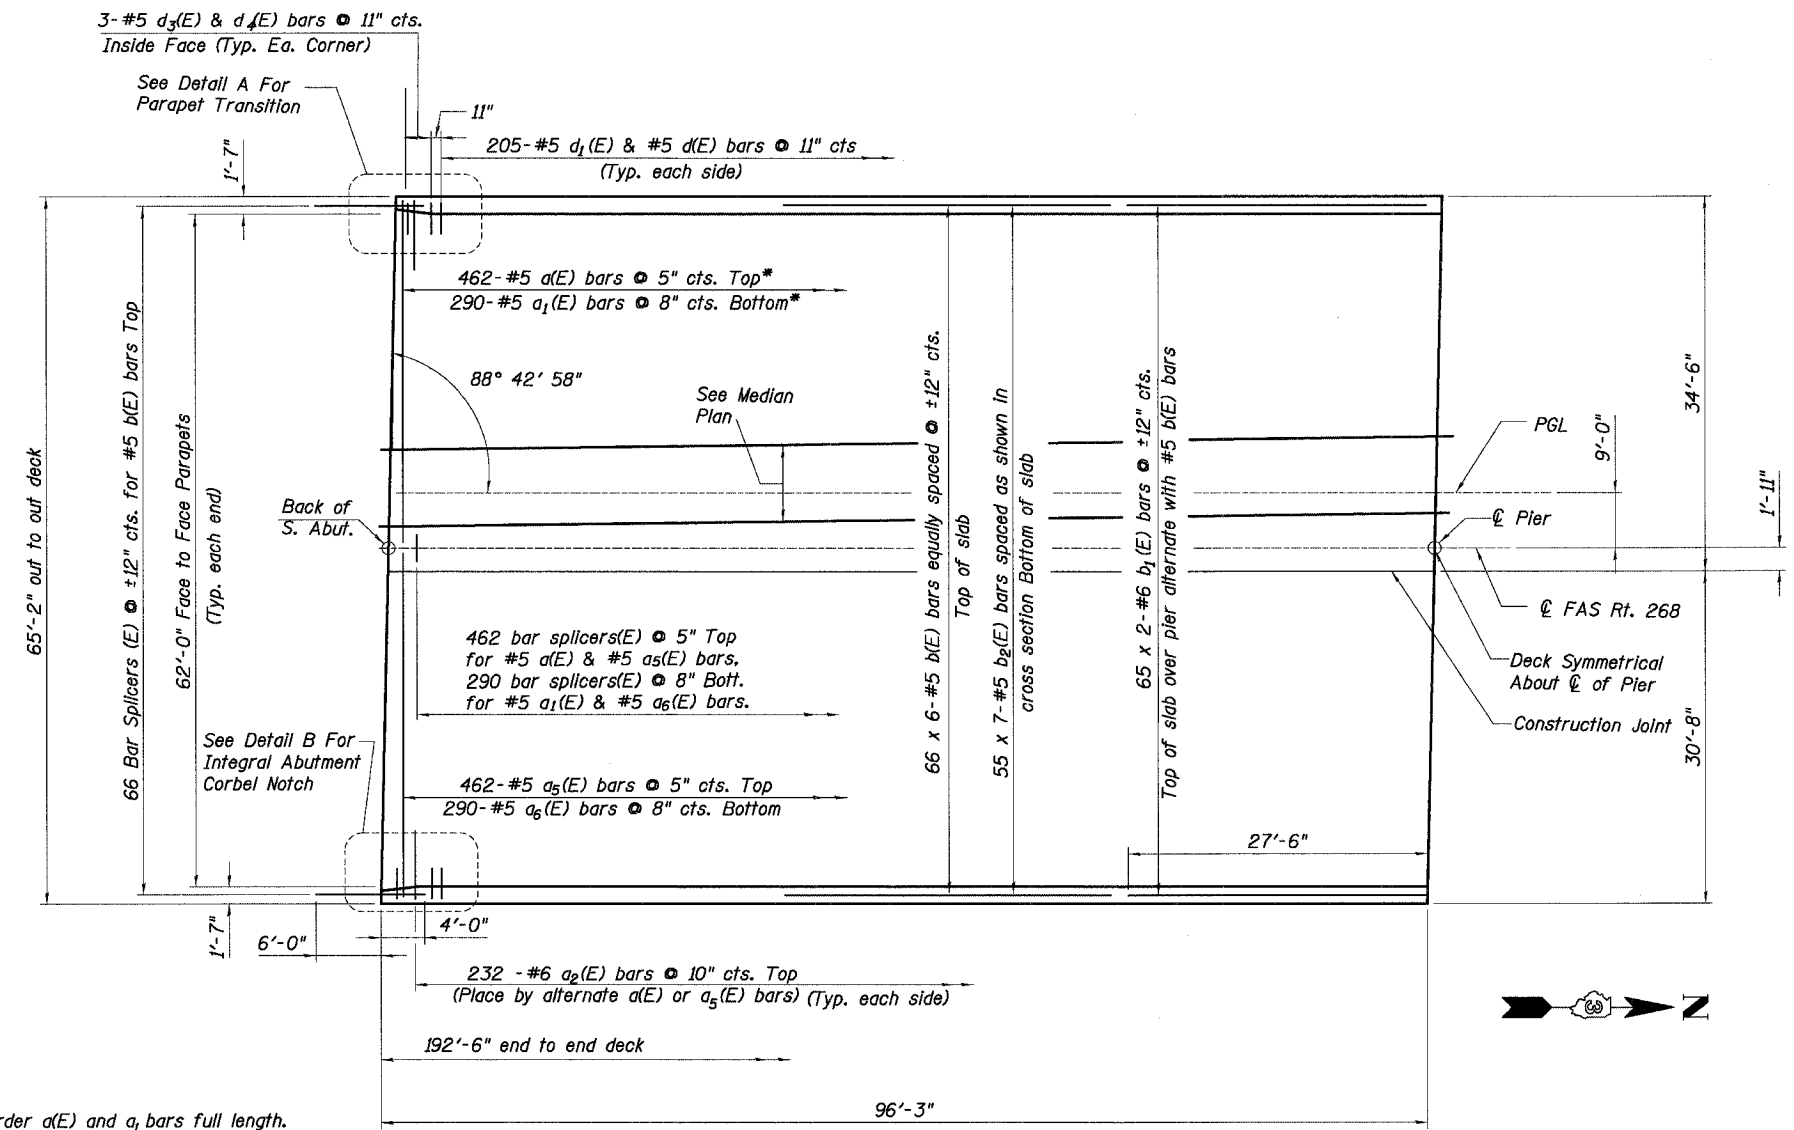 3-#5 d3(E) & d4(E) bars @ 11" cts.
Inside Face (Typ. Ea. Corner)
See Detail A For
Parapet Transition
11"
205-#5 d1(E) & #5 d(E) bars @ 11" cts
(Typ. each side)
1'-7"
462-#5 a(E) bars @ 5" cts. Top*
290-#5 a1(E) bars @ 8" cts. Bottom*
88° 42' 58"
See Median
Plan
65'-2" out to out deck
66 Bar Splicers (E) @ ±12" cts. for #5 b(E) bars Top
62'-0" Face to Face Parapets
(Typ. each end)
Back of
S. Abut.
66 x 6-#5 b(E) bars equally spaced @ ±12" cts.
Top of slab
55 x 7-#5 b2(E) bars spaced as shown in
cross section Bottom of slab
65 x 2-#6 b1(E) bars @ ±12" cts.
Top of slab over pier alternate with #5 b(E) bars
34'-6"
PGL
9'-0"
1'-11"
℄ Pier
℄ FAS Rt. 268
Deck Symmetrical
About ℄ of Pier
Construction Joint
30'-8"
462 bar splicers(E) @ 5" Top
for #5 a(E) & #5 a5(E) bars,
290 bar splicers(E) @ 8" Bott.
for #5 a1(E) & #5 a6(E) bars.
See Detail B For
Integral Abutment
Corbel Notch
462-#5 a5(E) bars @ 5" cts. Top
290-#5 a6(E) bars @ 8" cts. Bottom
27'-6"
1'-7"
6'-0"
4'-0"
232 -#6 a2(E) bars @ 10" cts. Top
(Place by alternate a(E) or a5(E) bars) (Typ. each side)
N
192'-6" end to end deck
96'-3"
a(E) and a1 bars full length.